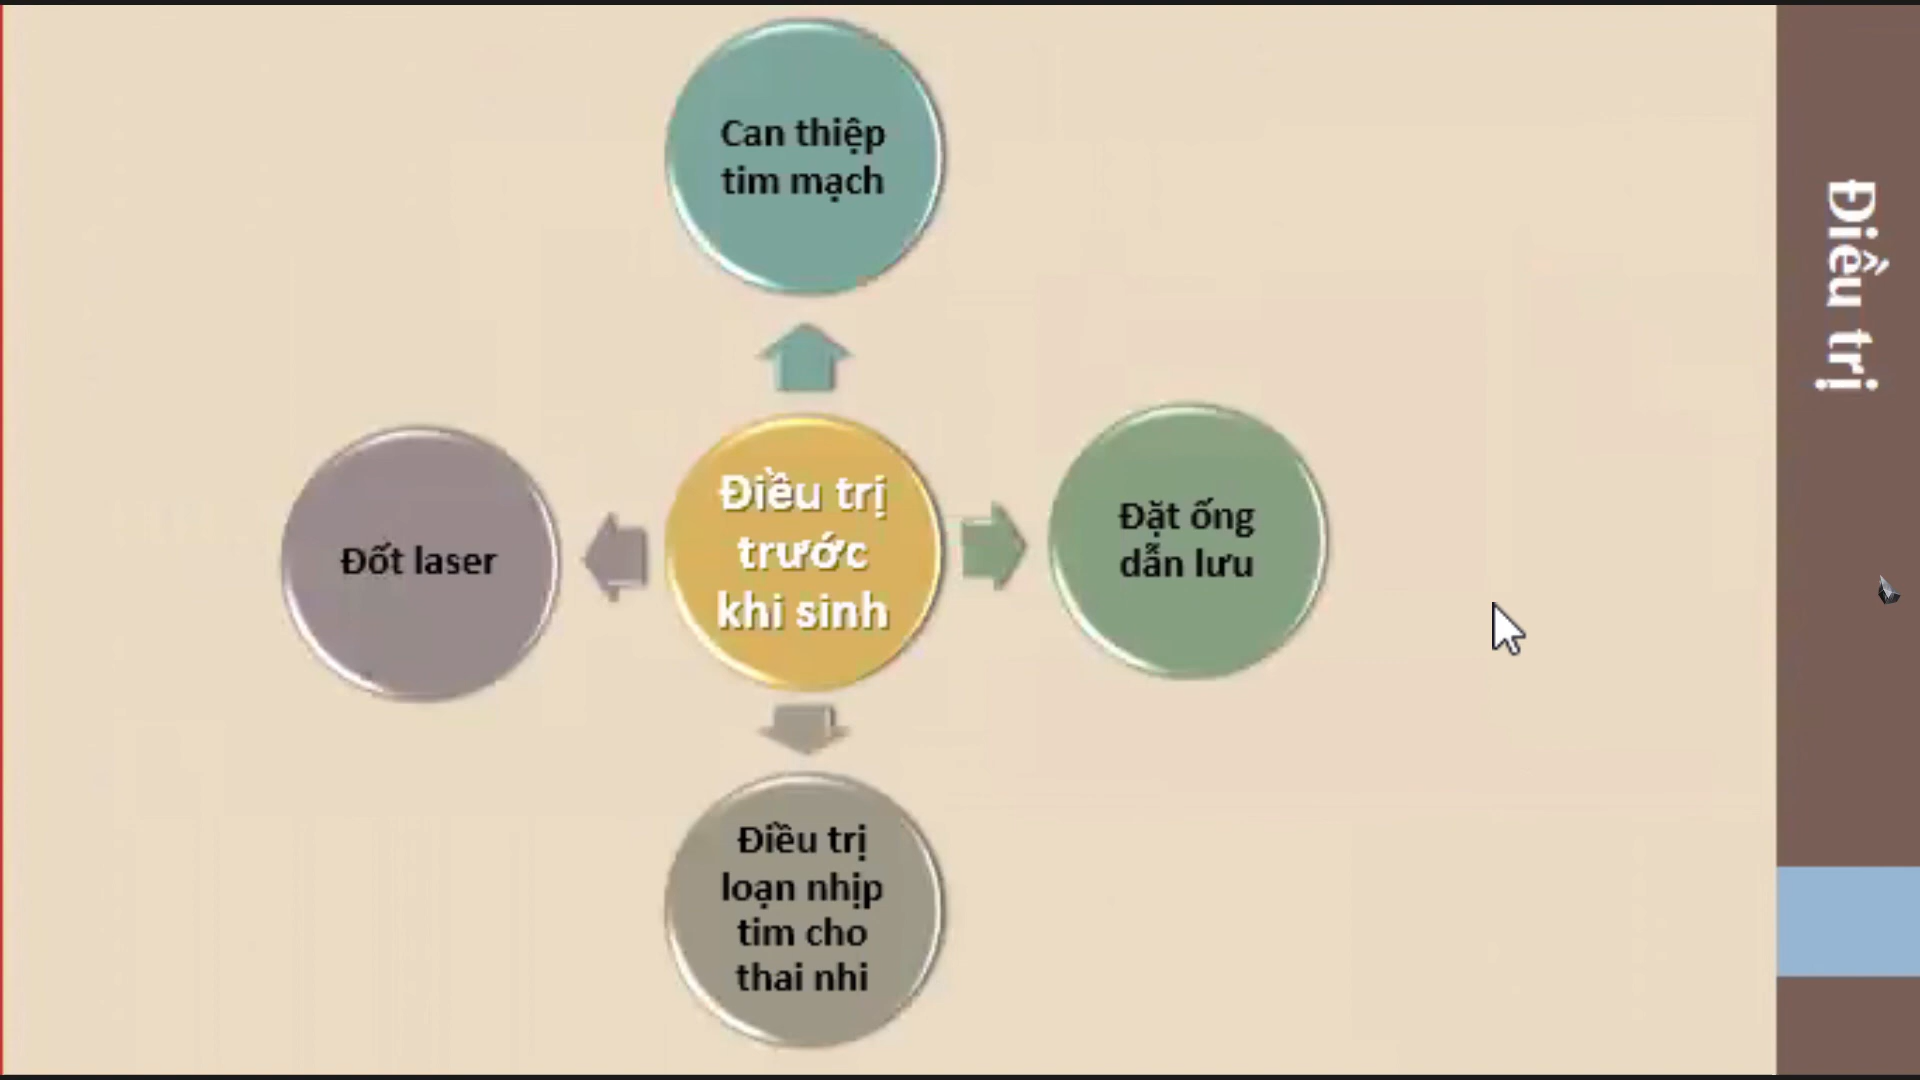 Can thiệp
tim mạch
Điều trị
trước
khi sinh
Đốt laser
Đặt ống
dẫn lưu
Điều trị
loạn nhịp
tim cho
thai nhi
Điều trị